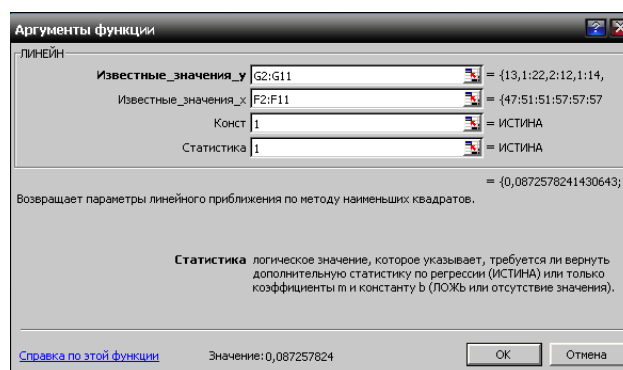 Аргументы функции
ЛИНЕЙН
Известные_значения_y G2:G11 = {13,1:22,2:12,1:14,
Известные_значения_x F2:F11 = {47:51:51:57:57:57
Конст 1 = ИСТИНА
Статистика 1 = ИСТИНА
= {0,0872578241430643;
Возвращает параметры линейного приближения по методу наименьших квадратов.
Статистика логическое значение, которое указывает, требуется ли вернуть
дополнительную статистику по регрессии (ИСТИНА) или только
коэффициенты m и константу b (ЛОЖЬ или отсутствие значения).
Справка по этой функции Значение:0,087257824 ОК Отмена